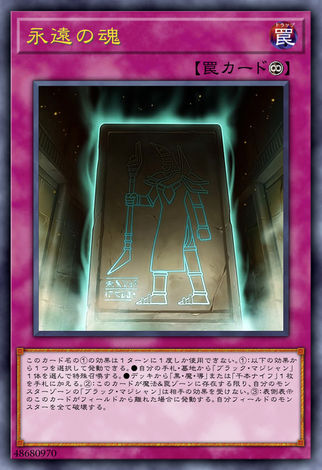 永遠の魂
トラップ
罠
【罠カード】
このカード名の①の効果は1ターンに1度しか使用できない。①：以下の効果か
ら1つを選択して発動できる。●自分の手札・墓地から「ブラック・マジシャン」
1体を選んで特殊召喚する。●デッキから「黒・魔・導」または「千本ナイフ」1枚
を手札に加える。②：このカードが魔法&罠ゾーンに存在する限り、自分のモン
スターゾーンの「ブラック・マジシャン」は相手の効果を受けない。③：表側表示
のこのカードがフィールドから離れた場合に発動する。自分フィールドのモン
スターを全て破壊する。
48680970